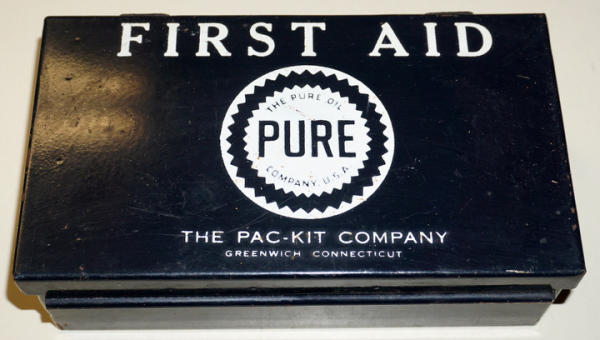 FIRST AID
THE PURE OIL
PURE
COMPANY, U.S.A.
THE PAC-KIT COMPANY
GREENWICH CONNECTICUT